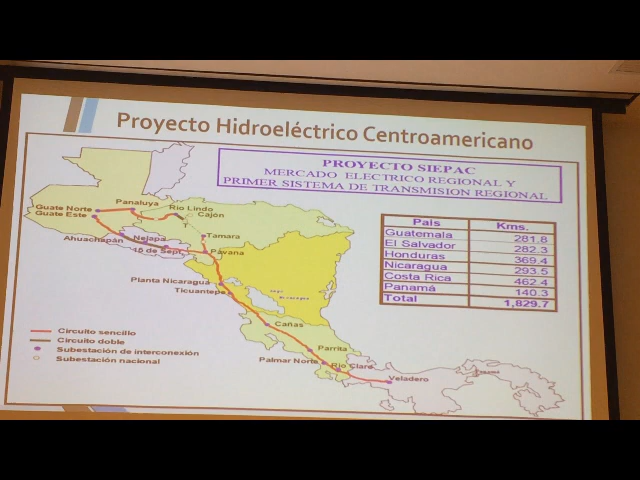 Proyecto Hidroeléctrico Centroamericano
PROYECTO SIEPAC
MERCADO ELECTRICO REGIONAL Y
PRIMER SISTEMA DE TRANSMISION REGIONAL
País Kms.
Guatemala 281.8
El Salvador 282.3
Honduras 369.4
Nicaragua 293.5
Costa Rica 462.4
Panamá 140.3
Total 1,829.7
Panaluya
Guate Norte
Río Lindo
Guate Este
Cajón
Tamara
Ahuachapán
Nejapa
15 de Sept.
Pavana
Planta Nicaragua
Ticuantepe
Cañas
Parrita
Palmar Norte
Río Claro
Veladero
Circuito sencillo
Circuito doble
Subestación de interconexión
Subestación nacional